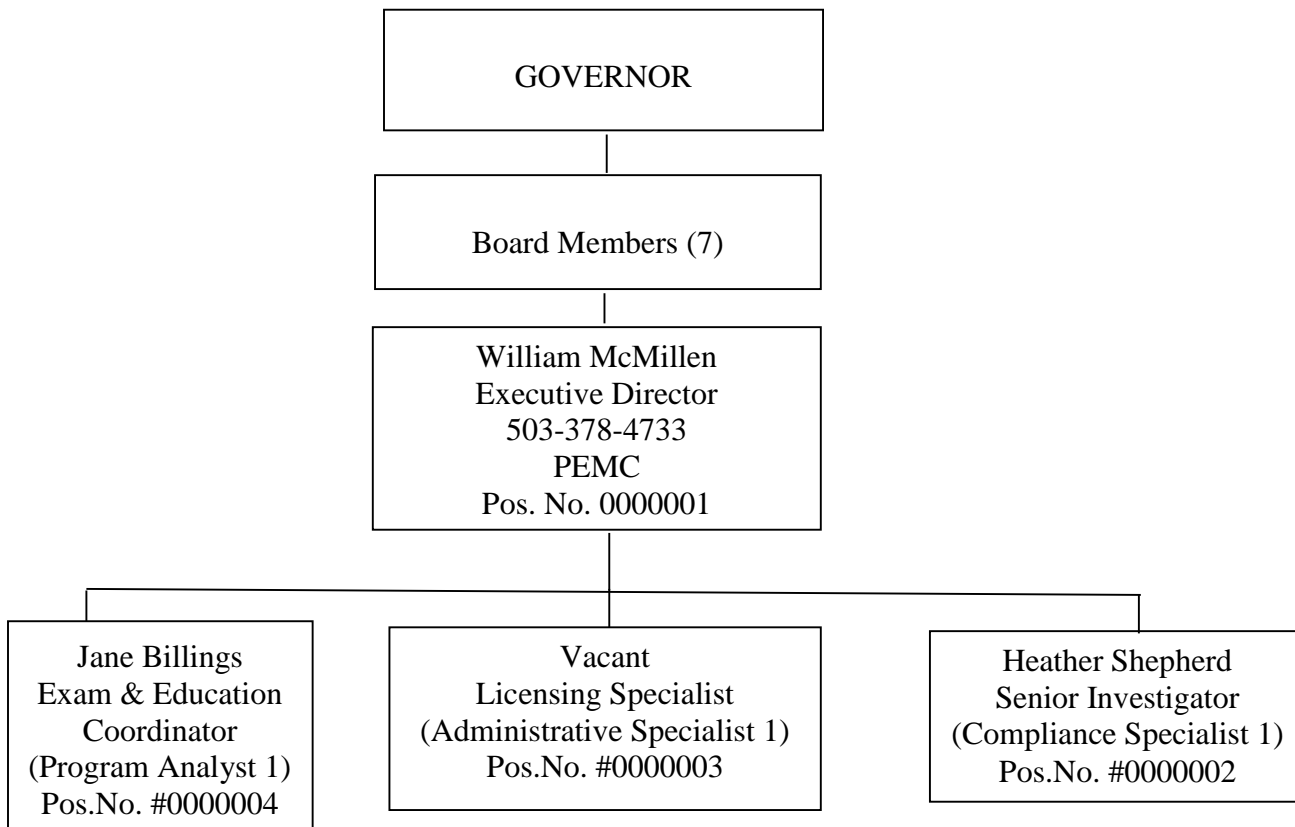 GOVERNOR
Board Members (7)
William McMillen
Executive Director
503-378-4733
PEMC
Pos. No. 0000001
Jane Billings
Exam & Education
Coordinator
(Program Analyst 1)
Pos.No. #0000004
Vacant
Licensing Specialist
(Administrative Specialist 1)
Pos.No. #0000003
Heather Shepherd
Senior Investigator
(Compliance Specialist 1)
Pos.No. #0000002